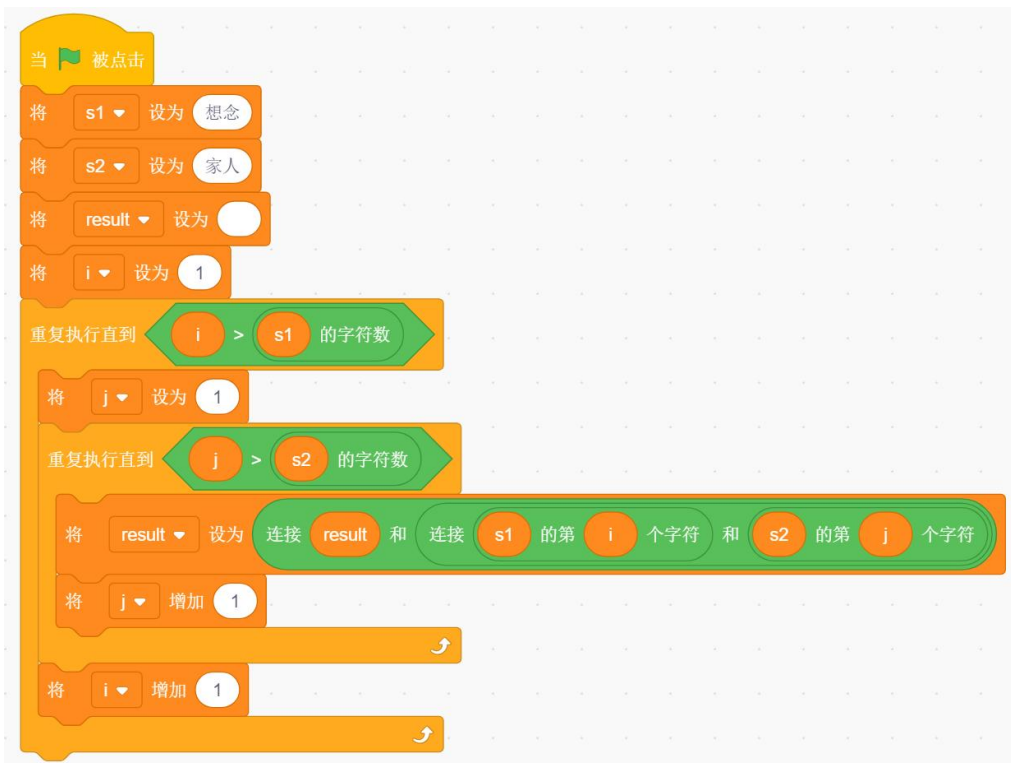 当 被点击
将 s1 设为 想念
将 s2 设为 家人
将 result 设为
将 i 设为 1
重复执行直到 i > s1 的字符数
将 j 设为 1
重复执行直到 j > s2 的字符数
将 result 设为 连接 result 和 连接 s1 的第 i 个字符 和 s2 的第 j 个字符
将 j 增加 1
将 i 增加 1